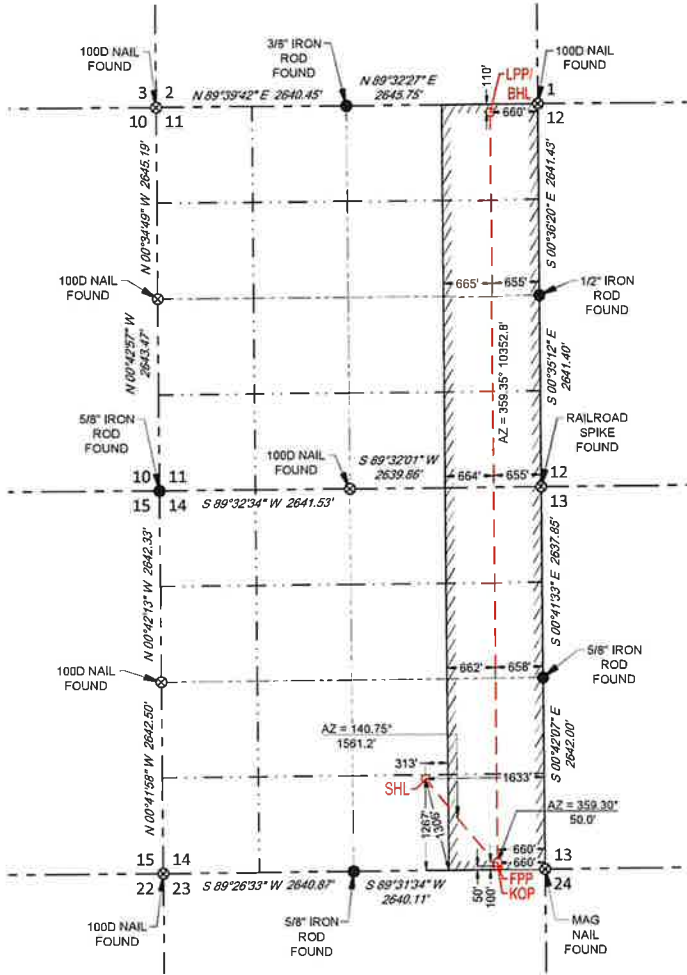 100D NAIL
FOUND
3/8" IRON
ROD
FOUND
LPP/
BHL
100D NAIL
FOUND
3 2
10 11
N 89°39'42" E 2640.45'
N 89°32'27" E
2645.75'
110'
660'
1
12
N 00°34'49" W 2645.19'
S 00°36'20" E 2641.43'
100D NAIL
FOUND
665'
655'
1/2" IRON
ROD
FOUND
N 00°42'57" W
2643.47'
AZ = 359.35° 10352.8'
S 00°35'12" E
2641.40'
5/8" IRON
ROD
FOUND
100D NAIL
FOUND
S 89°32'01" W
2639.86'
RAILROAD
SPIKE
FOUND
10 11
15 14
S 89°32'34" W 2641.53'
664'
655'
12
13
N 00°42'13" W 2642.33'
S 00°41'33" E 2637.85'
100D NAIL
FOUND
662'
658'
5/8" IRON
ROD
FOUND
AZ = 140.75°
1561.2'
N 00°41'58" W 2642.50'
S 00°42'07" E
2642.00'
313'
SHL
1633'
1267'
1306'
AZ = 359.30°
50.0'
660'
660'
15 14
22 23
S 89°26'33" W 2640.87'
S 89°31'34" W
2640.11'
50'
100'
FPP
KOP
13
24
100D NAIL
FOUND
5/8" IRON
ROD
FOUND
MAG
NAIL
FOUND